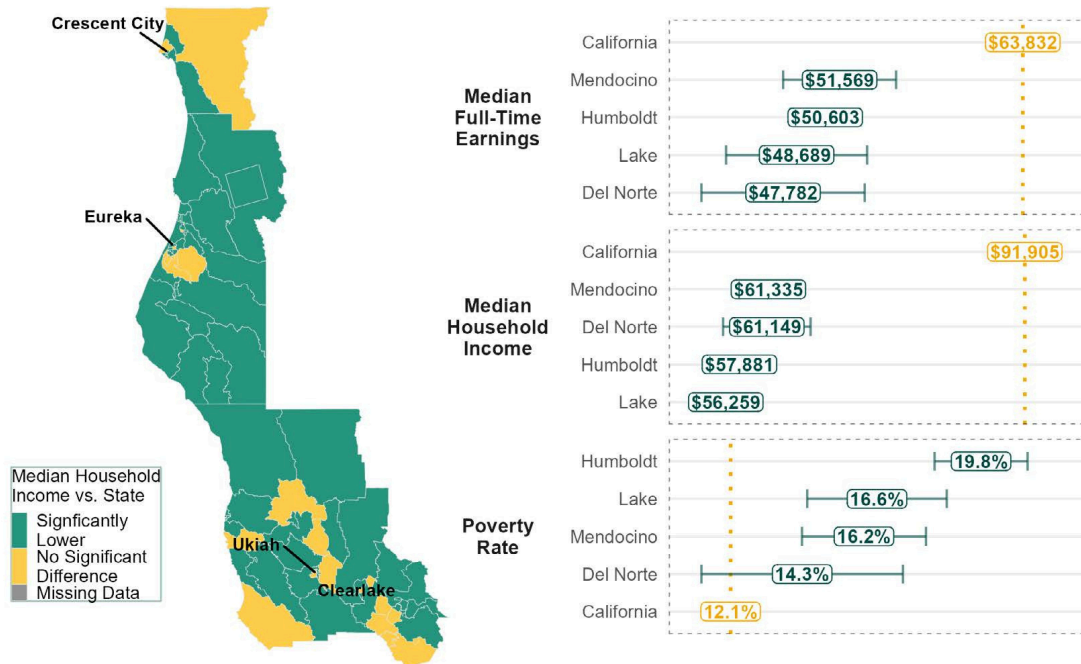 Crescent City
Eureka
Ukiah
Clearlake
Median Household
Income vs. State
Signficantly
Lower
No Significant
Difference
Missing Data
Median
Full-Time
Earnings
California
$63,832
Mendocino
$51,569
Humboldt
$50,603
Lake
$48,689
Del Norte
$47,782
Median
Household
Income
California
$91,905
Mendocino
$61,335
Del Norte
$61,149
Humboldt
$57,881
Lake
$56,259
Poverty
Rate
Humboldt
19.8%
Lake
16.6%
Mendocino
16.2%
Del Norte
14.3%
California
12.1%